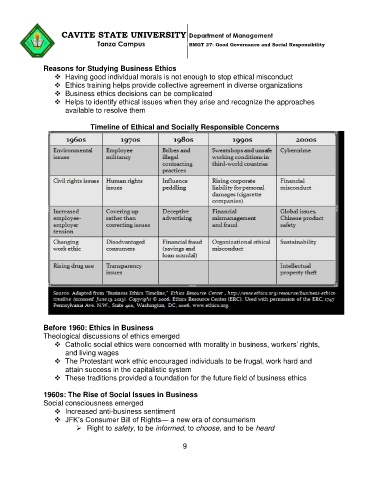 CAVITE STATE UNIVERSITY Department of Management
Tanza Campus BMGT 27- Good Governance and Social Responsibility
Reasons for Studying Business Ethics
❖ Having good individual morals is not enough to stop ethical misconduct
❖ Ethics training helps provide collective agreement in diverse organizations
❖ Business ethics decisions can be complicated
❖ Helps to identify ethical issues when they arise and recognize the approaches
available to resolve them
Timeline of Ethical and Socially Responsible Concerns
1960s 1970s 1980s 1990s 2000s
Environmental issues Employee militancy Bribes and illegal contracting practices Sweatshops and unsafe working conditions in third-world countries Cybercrime
Civil rights issues Human rights issues Influence peddling Rising corporate liability for personal damages (cigarette companies) Financial misconduct
Increased employee-employer tension Covering up rather than correcting issues Deceptive advertising Financial mismanagement and fraud Global issues, Chinese product safety
Changing work ethic Disadvantaged consumers Financial fraud (savings and loan scandal) Organizational ethical misconduct Sustainability
Rising drug use Transparency issues Intellectual property theft
Source: Adapted from "Business Ethics Timeline," Ethics Resource Center, http://www.ethics.org/resource/business-ethics-
timeline (accessed June 19, 2013). Copyright © 2006, Ethics Resource Center (ERC). Used with permission of the ERC, 1747
Pennsylvania Ave. N.W., Suite 400, Washington, DC, 2006, www.ethics.org.
Before 1960: Ethics in Business
Theological discussions of ethics emerged
❖ Catholic social ethics were concerned with morality in business, workers' rights,
and living wages
❖ The Protestant work ethic encouraged individuals to be frugal, work hard and
attain success in the capitalistic system
❖ These traditions provided a foundation for the future field of business ethics
1960s: The Rise of Social Issues in Business
Social consciousness emerged
❖ Increased anti-business sentiment
❖ JFK's Consumer Bill of Rights— a new era of consumerism
➢ Right to safety, to be informed, to choose, and to be heard
9